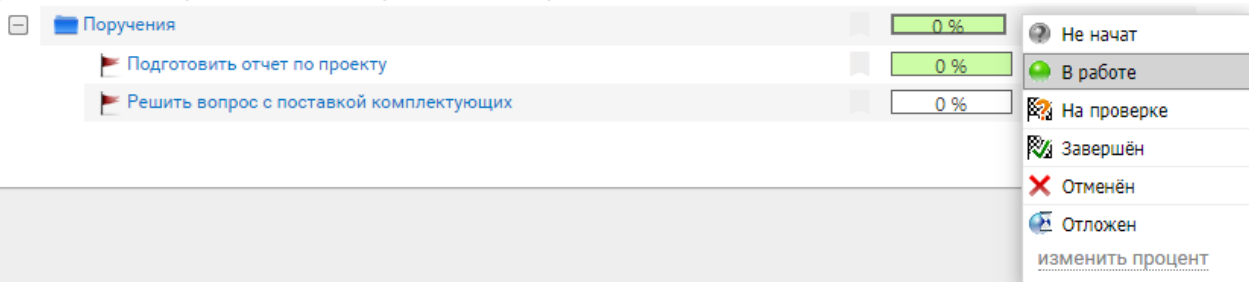 Поручения 0 %
Подготовить отчет по проекту 0 %
Решить вопрос с поставкой комплектующих 0 %
Не начат
В работе
На проверке
Завершён
Отменён
Отложен
изменить процент